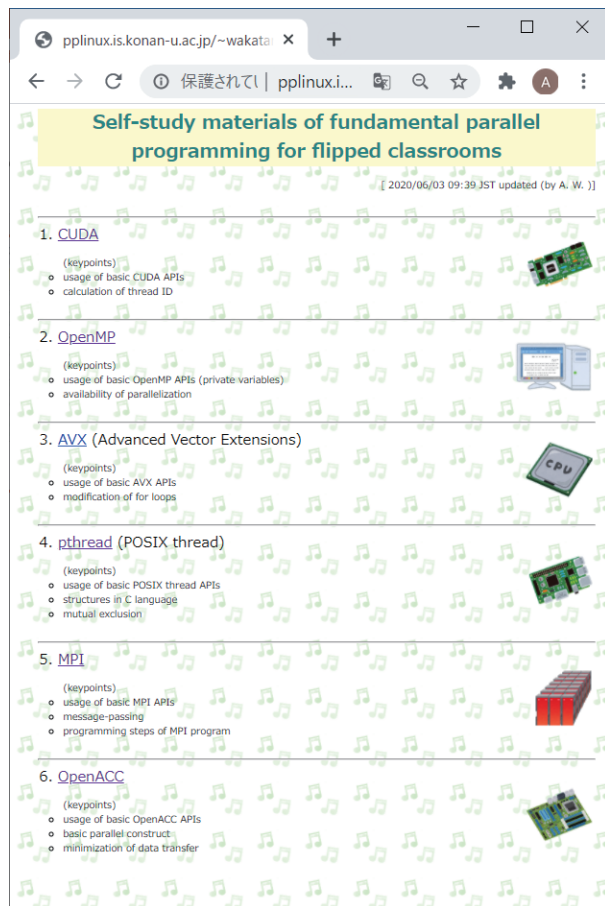 pplinux.is.konan-u.ac.jp/~wakata
保護されてい | pplinux.i...
A
Self-study materials of fundamental parallel
programming for flipped classrooms
[ 2020/06/03 09:39 JST updated (by A. W. )]
1. CUDA
(keypoints)
usage of basic CUDA APIs
calculation of thread ID
2. OpenMP
(keypoints)
usage of basic OpenMP APIs (private variables)
availability of parallelization
3. AVX (Advanced Vector Extensions)
(keypoints)
usage of basic AVX APIs
modification of for loops
CPU
4. pthread (POSIX thread)
(keypoints)
usage of basic POSIX thread APIs
structures in C language
mutual exclusion
5. MPI
(keypoints)
usage of basic MPI APIs
message-passing
programming steps of MPI program
6. OpenACC
(keypoints)
usage of basic OpenACC APIs
basic parallel construct
minimization of data transfer